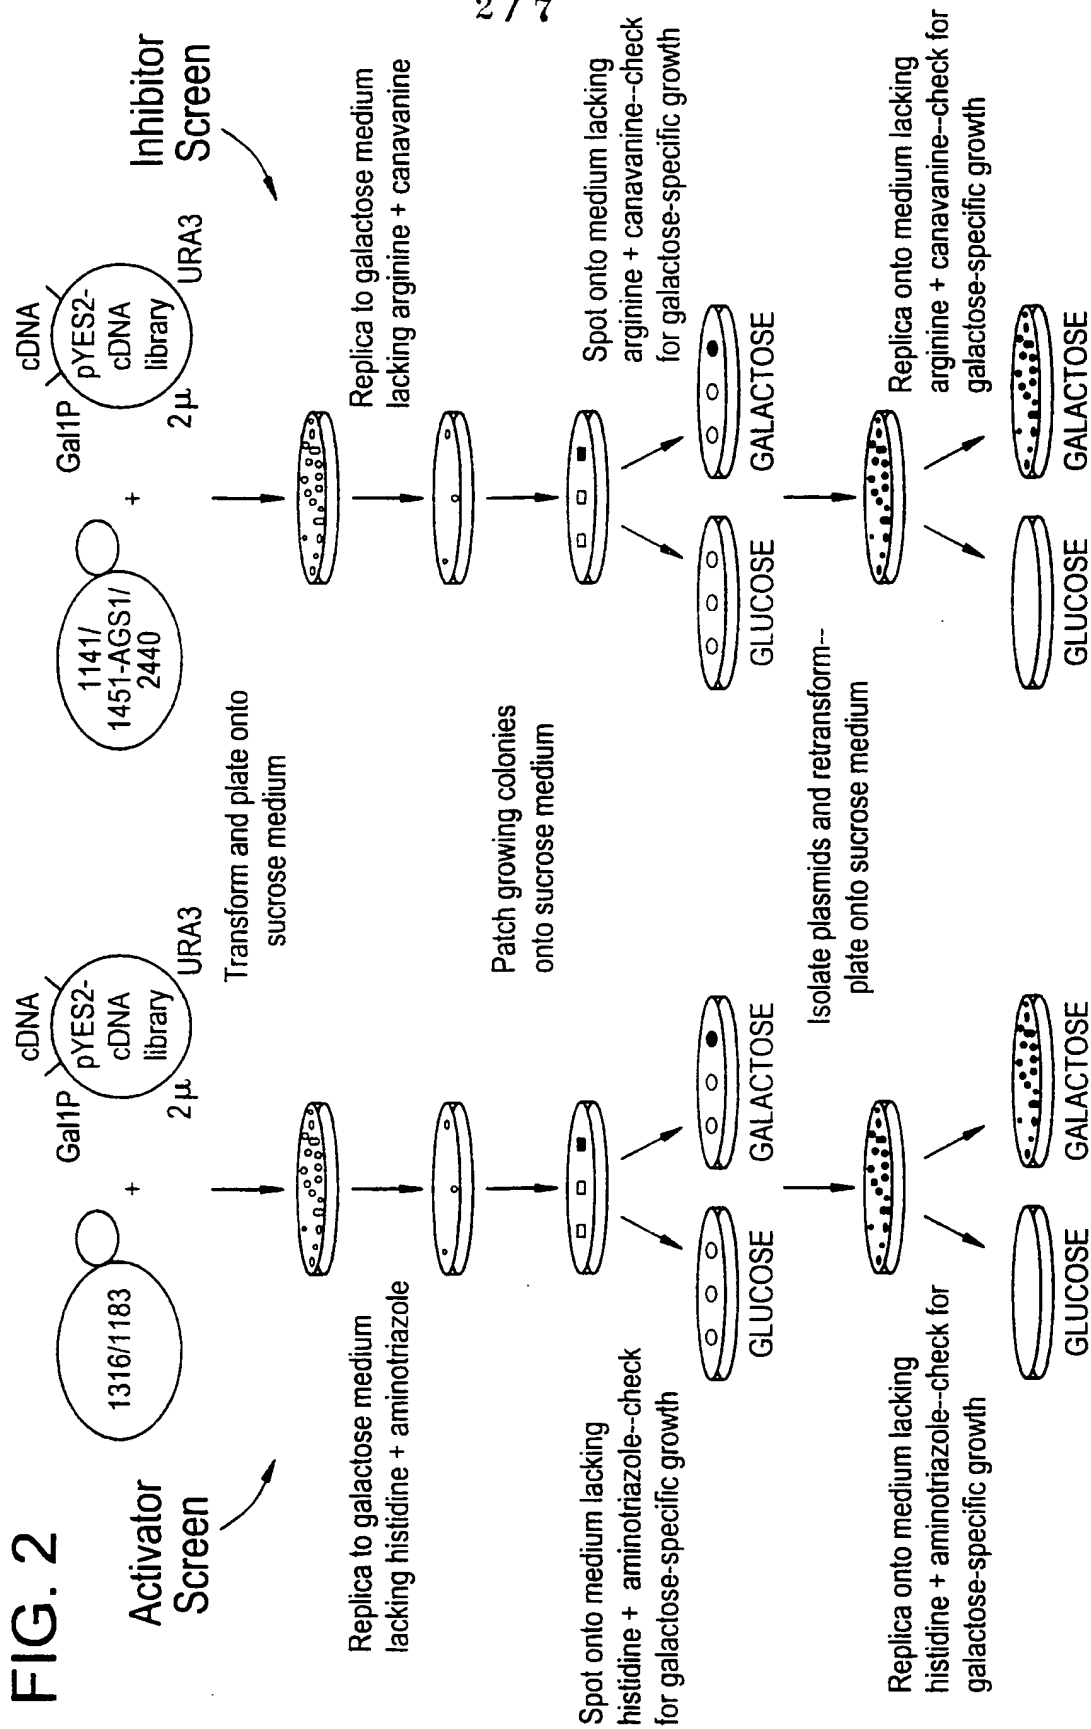 2 / 7
FIG. 2
Activator
Screen
1316/1183
+
Gal1P
cDNA
pYES2-
cDNA
library
2µ
URA3
Transform and plate onto
sucrose medium
Replica to galactose medium
lacking histidine + aminotriazole
Patch growing colonies
onto sucrose medium
Spot onto medium lacking
histidine + aminotriazole--check
for galactose-specific growth
GLUCOSE
GALACTOSE
Isolate plasmids and retransform--
plate onto sucrose medium
Replica onto medium lacking
histidine + aminotriazole--check for
galactose-specific growth
GLUCOSE
GALACTOSE
Inhibitor
Screen
1141/
1451-AGS1/
2440
+
Gal1P
cDNA
pYES2-
cDNA
library
2µ
URA3
Replica to galactose medium
lacking arginine + canavanine
Spot onto medium lacking
arginine + canavanine--check
for galactose-specific growth
GLUCOSE
GALACTOSE
Replica onto medium lacking
arginine + canavanine--check for
galactose-specific growth
GLUCOSE
GALACTOSE